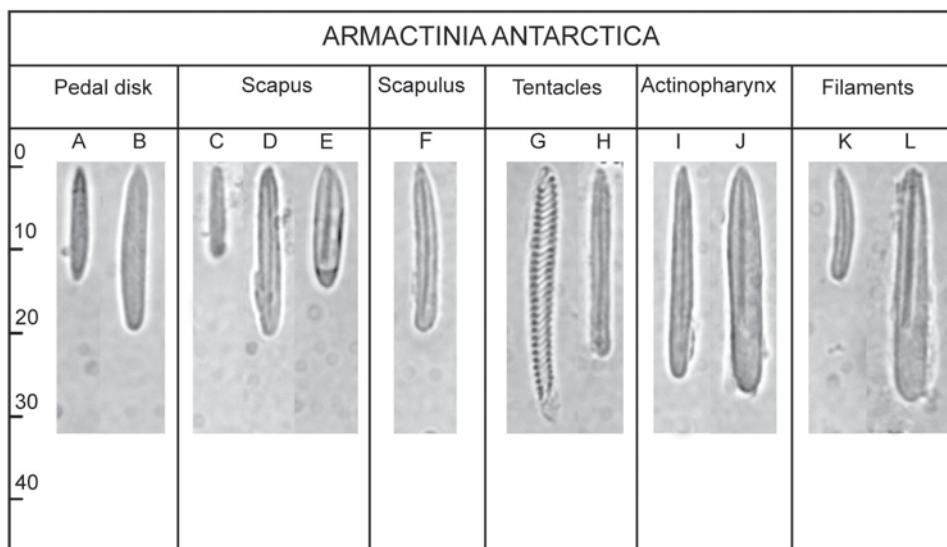 ARMACTINIA ANTARCTICA
Pedal disk Scapus Scapulus Tentacles Actinopharynx Filaments
A B C D E F G H I J K L
0
10
20
30
40